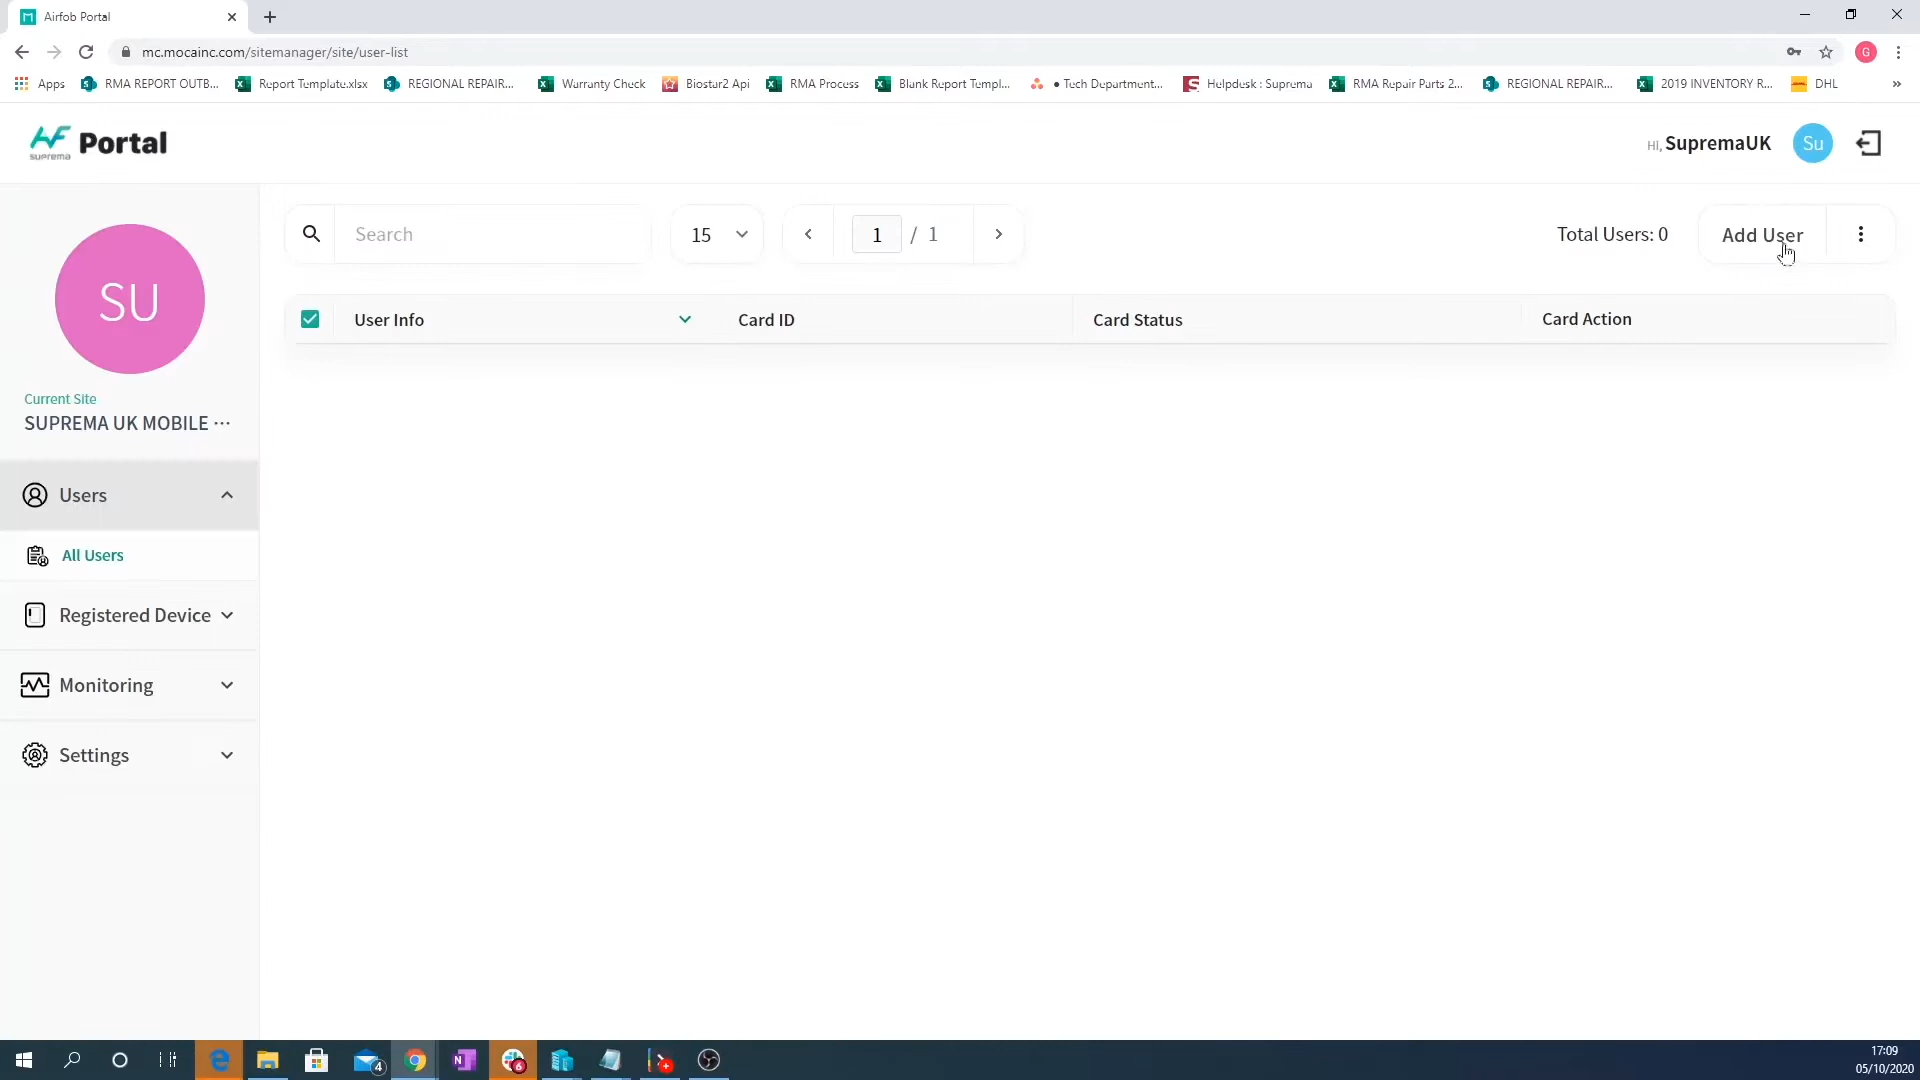 Airfob Portal
mc.mocainc.com/sitemanager/site/user-list
G
Apps
RMA REPORT OUTB...
Report Template.xlsx
REGIONAL REPAIR...
Warranty Check
Biostar2 Api
RMA Process
Blank Report Templ...
• Tech Department...
Helpdesk : Suprema
RMA Repair Parts 2...
REGIONAL REPAIR...
2019 INVENTORY R...
DHL
»
suprema
Portal
Hi, SupremaUK
Su
SU
Current Site
SUPREMA UK MOBILE ···
Users
All Users
Registered Device
Monitoring
Settings
Search
15
1 / 1
Total Users: 0
Add User
User Info
Card ID
Card Status
Card Action
4
N
6
17:09
05/10/2020